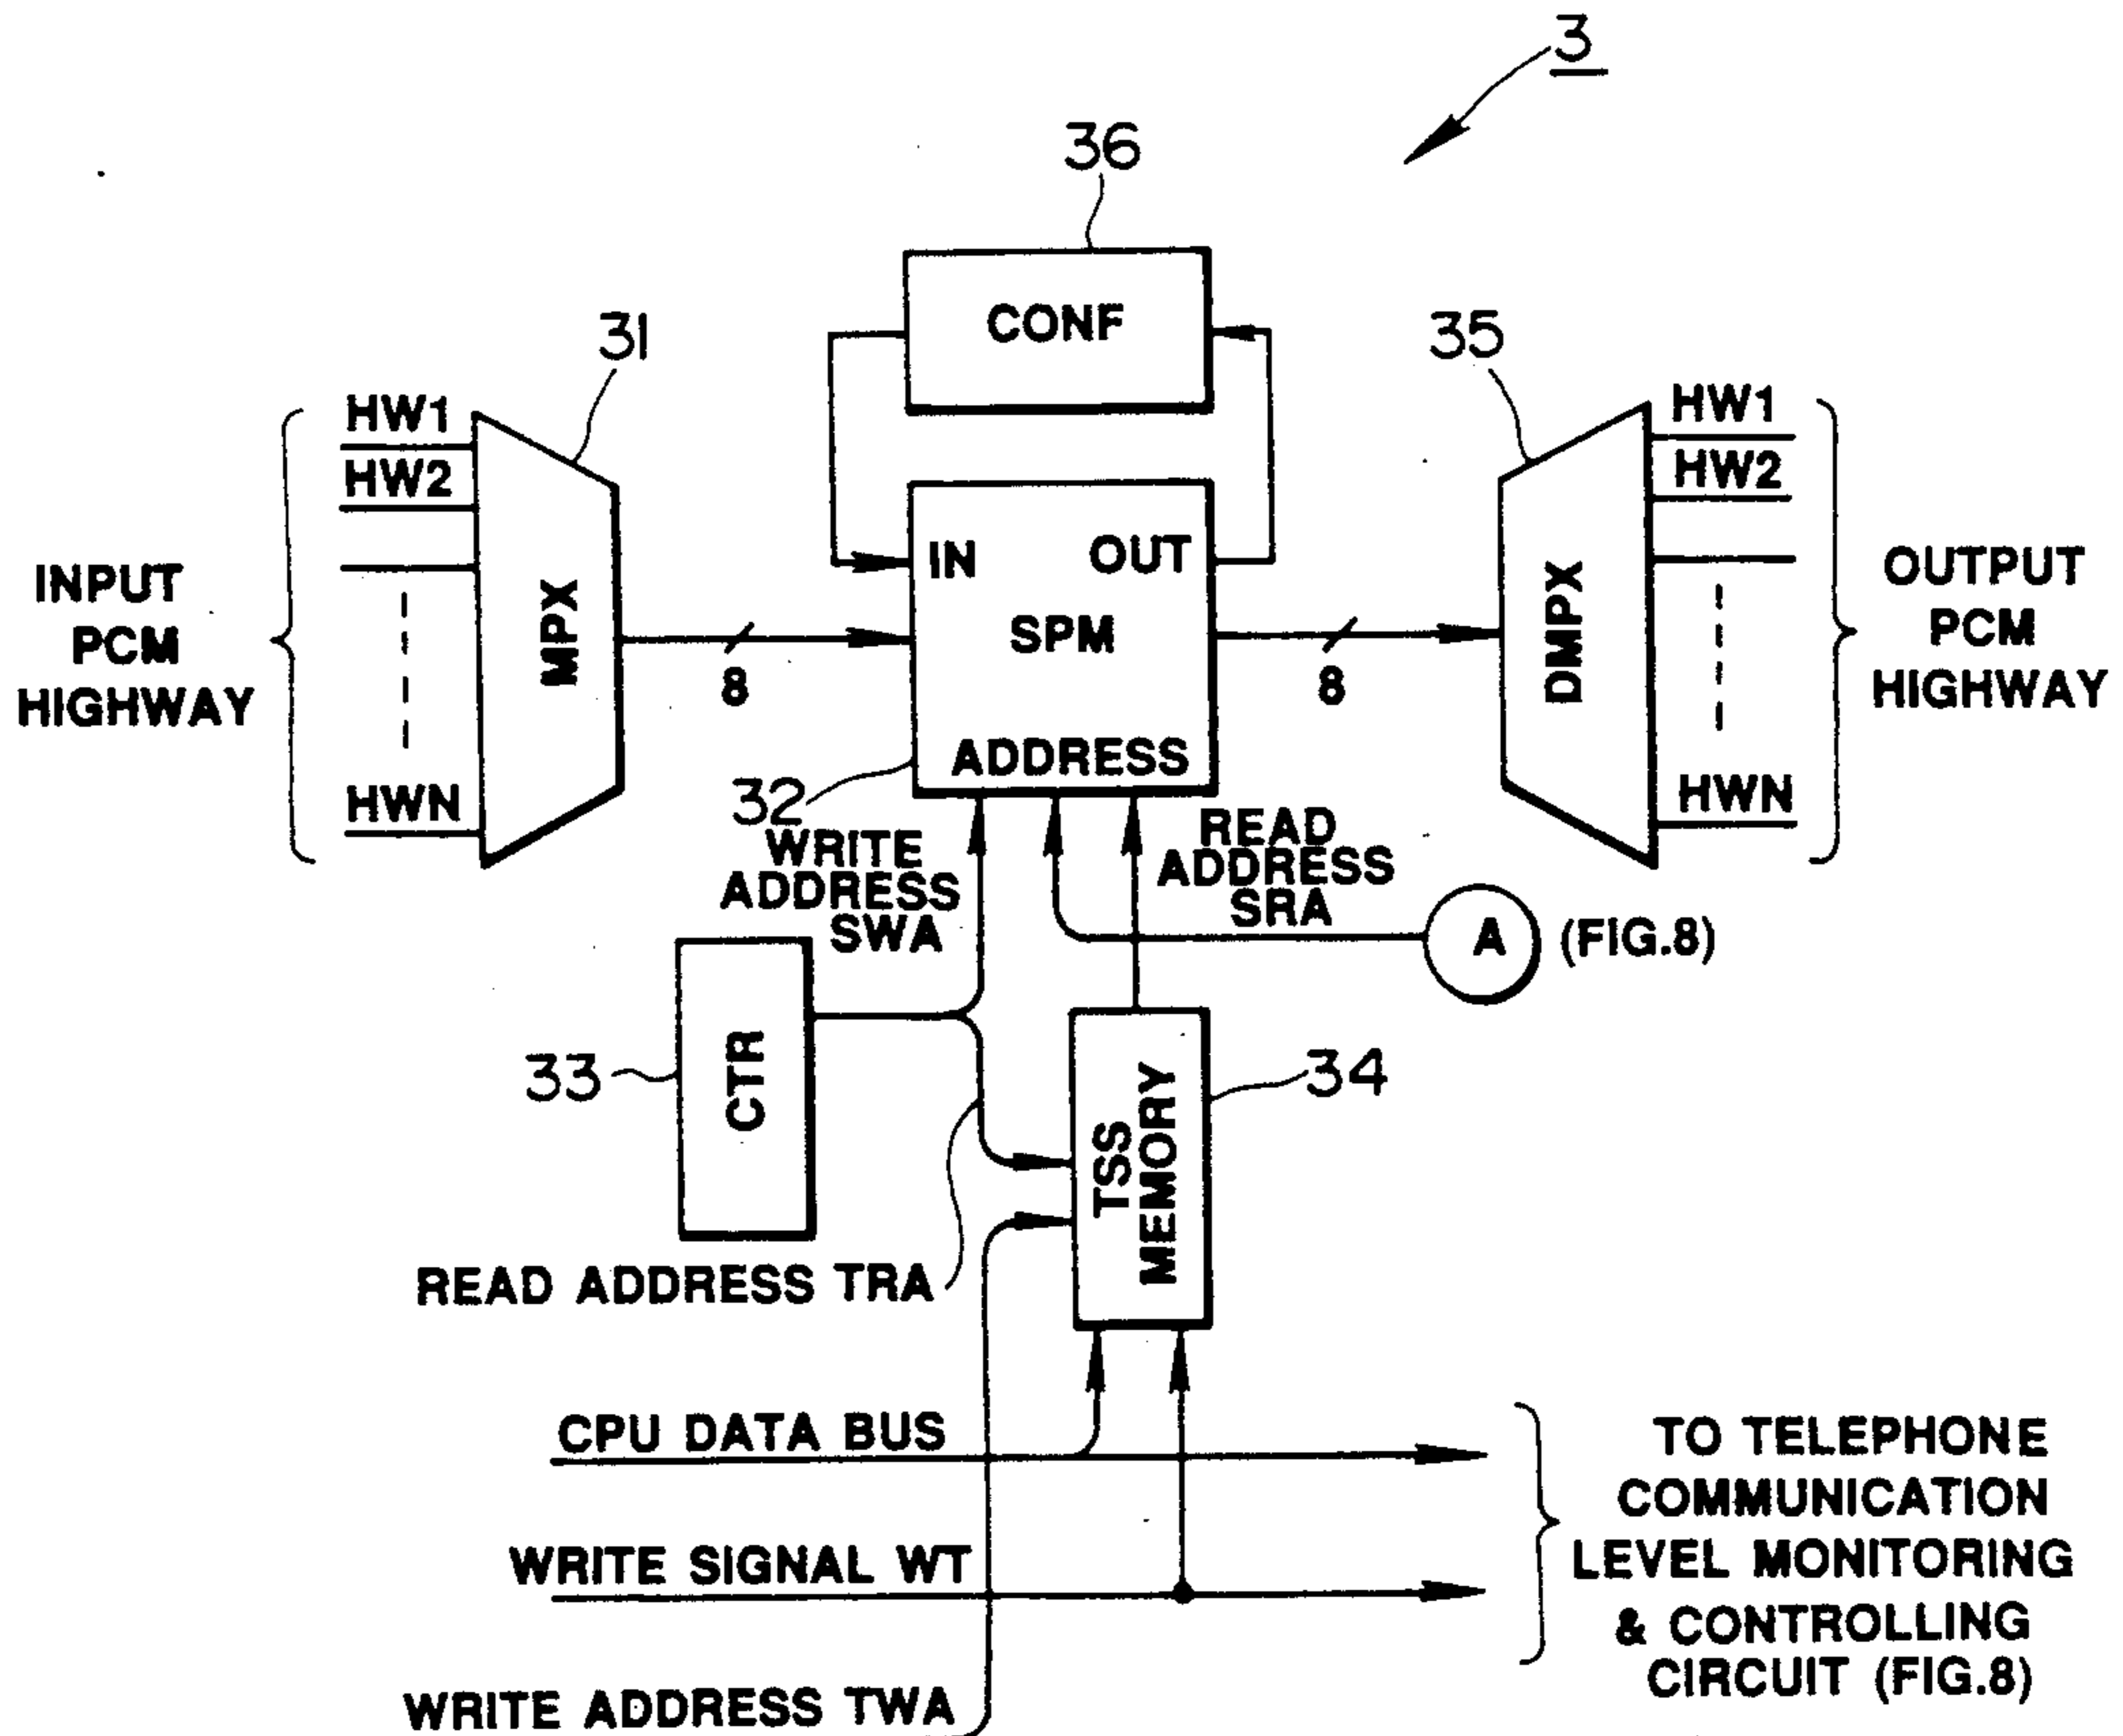 3
36
CONF
31
35
HW1
HW2
HWN
INPUT
PCM
HIGHWAY
MPX
8
IN
OUT
SPM
ADDRESS
32
8
DMPX
HW1
HW2
HWN
OUTPUT
PCM
HIGHWAY
WRITE
ADDRESS
SWA
READ
ADDRESS
SRA
A
(FIG.8)
33
CTR
34
TSS
MEMORY
READ ADDRESS TRA
CPU DATA BUS
WRITE SIGNAL WT
WRITE ADDRESS TWA
TO TELEPHONE
COMMUNICATION
LEVEL MONITORING
& CONTROLLING
CIRCUIT (FIG.8)